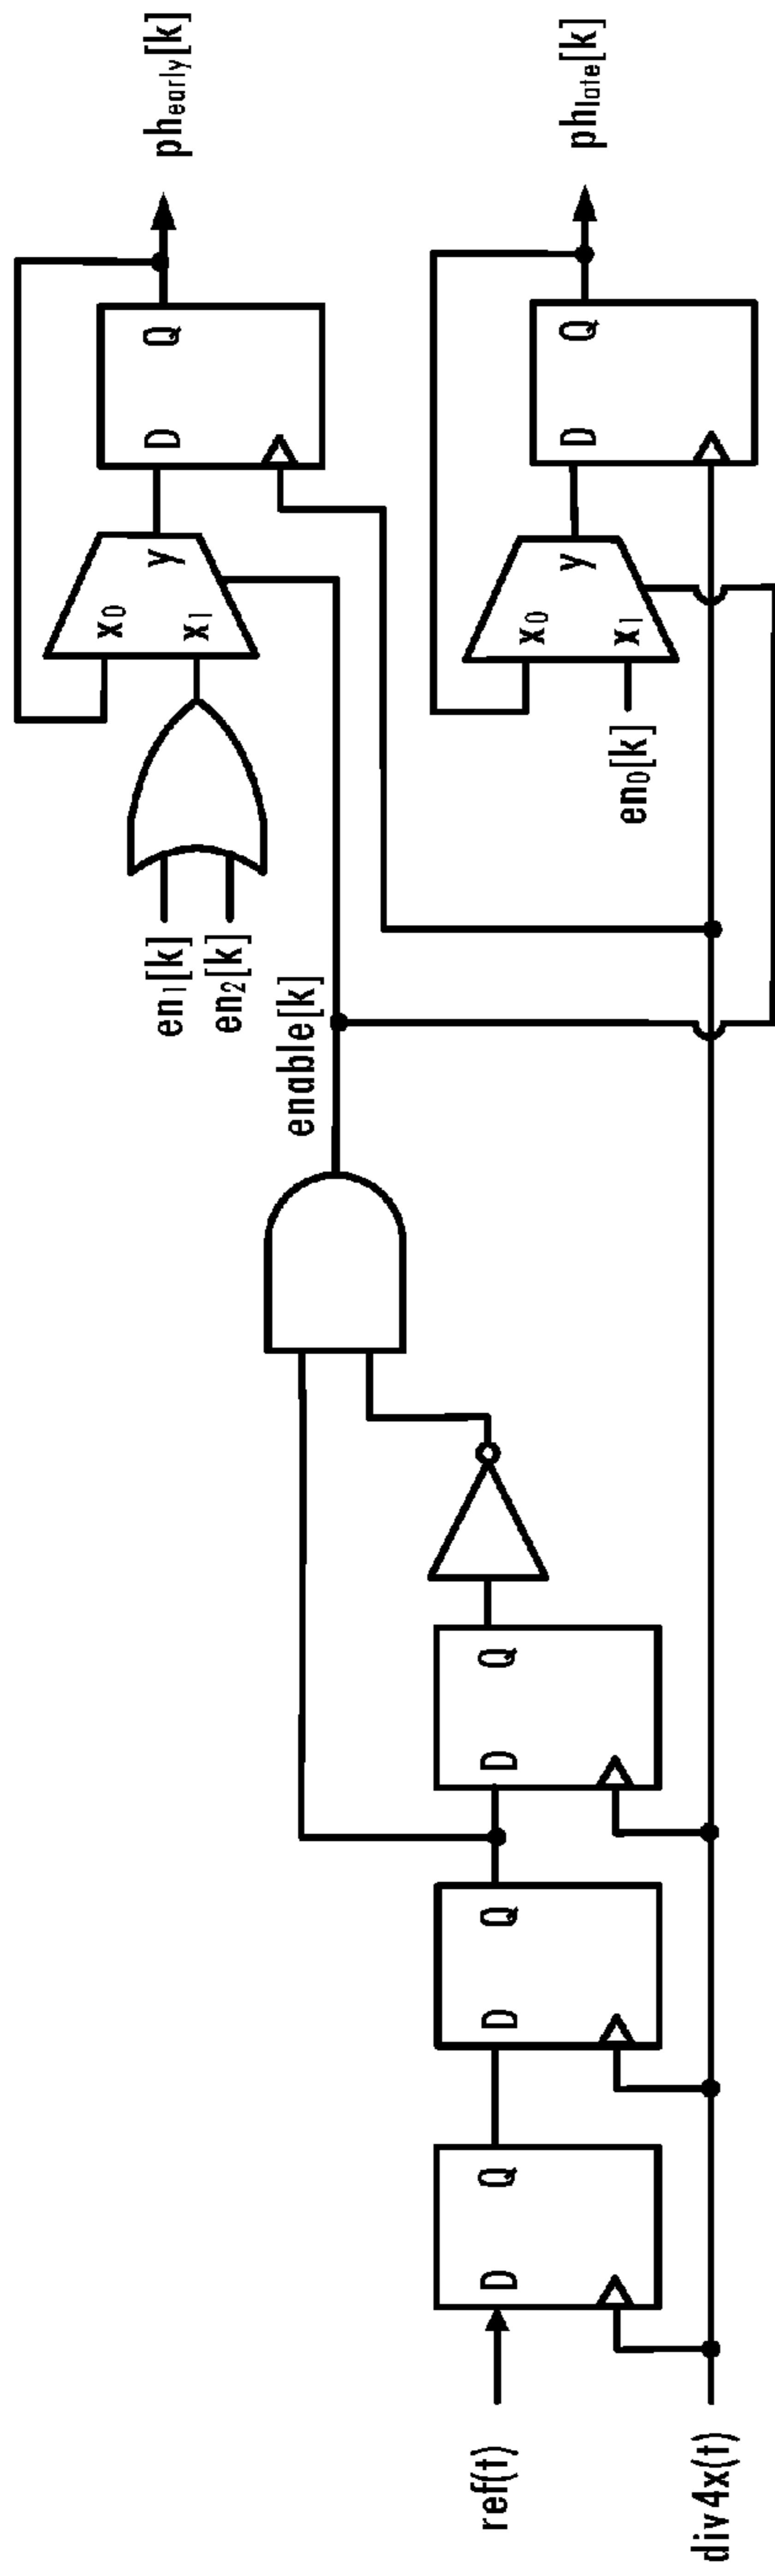 ref(t)
div4x(t)
D
Q
D
Q
D
Q
enable[k]
en₁[k]
en₂[k]
x₀
x₁
y
D
Q
ph_early[k]
en₀[k]
x₀
x₁
y
D
Q
ph_late[k]